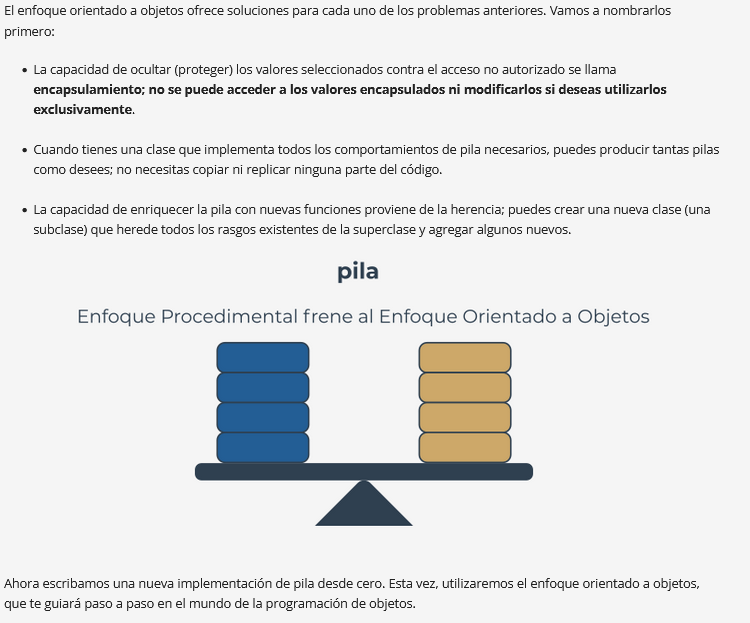 El enfoque orientado a objetos ofrece soluciones para cada uno de los problemas anteriores. Vamos a nombrarlos
primero:
• La capacidad de ocultar (proteger) los valores seleccionados contra el acceso no autorizado se llama
encapsulamiento; no se puede acceder a los valores encapsulados ni modificarlos si deseas utilizarlos
exclusivamente.
• Cuando tienes una clase que implementa todos los comportamientos de pila necesarios, puedes producir tantas pilas
como desees; no necesitas copiar ni replicar ninguna parte del código.
• La capacidad de enriquecer la pila con nuevas funciones proviene de la herencia; puedes crear una nueva clase (una
subclase) que herede todos los rasgos existentes de la superclase y agregar algunos nuevos.
pila
Enfoque Procedimental frene al Enfoque Orientado a Objetos
Ahora escribamos una nueva implementación de pila desde cero. Esta vez, utilizaremos el enfoque orientado a objetos,
que te guiará paso a paso en el mundo de la programación de objetos.